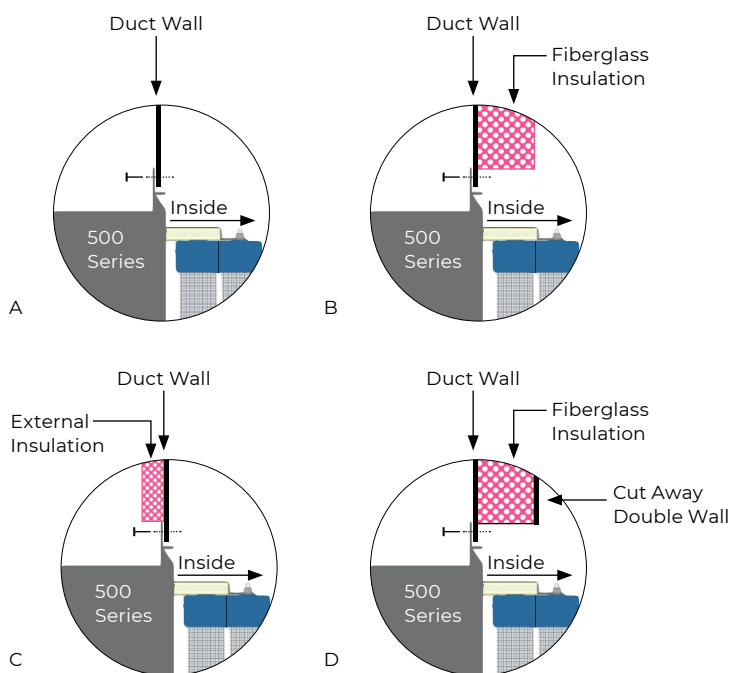 Duct Wall
Inside
500
Series
A
Duct Wall
Fiberglass
Insulation
Inside
500
Series
B
Duct Wall
External
Insulation
Inside
500
Series
C
Duct Wall
Fiberglass
Insulation
Cut Away
Double Wall
Inside
500
Series
D